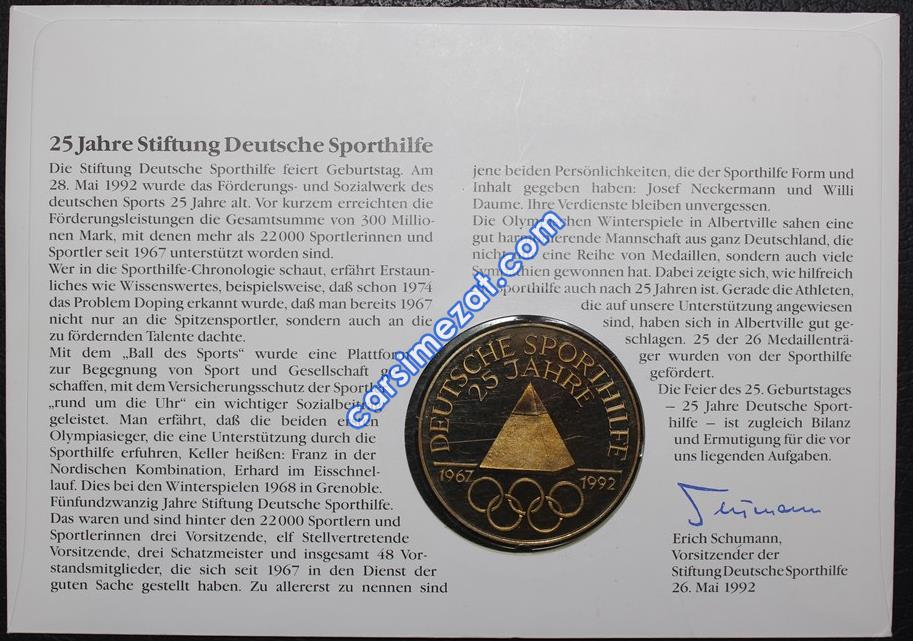 25 Jahre Stiftung Deutsche Sporthilfe
Die Stiftung Deutsche Sporthilfe feiert Geburtstag. Am
28. Mai 1992 wurde das Förderungs- und Sozialwerk des
deutschen Sports 25 Jahre alt. Vor kurzem erreichten die
Förderungsleistungen die Gesamtsumme von 300 Millio-
nen Mark, mit denen mehr als 22000 Sportlerinnen und
Sportler seit 1967 unterstützt worden sind.
Wer in die Sporthilfe-Chronologie schaut, erfährt Erstaun-
liches wie Wissenswertes, beispielsweise, daß schon 1974
das Problem Doping erkannt wurde, daß man bereits 1967
nicht nur an die Spitzensportler, sondern auch an die
zu fördernden Talente dachte.
Mit dem „Ball des Sports" wurde eine Plattfor
zur Begegnung von Sport und Gesellschaft g
schaffen, mit dem Versicherungsschutz der Sporth
„rund um die Uhr" ein wichtiger Sozialbei
geleistet. Man erfährt, daß die beiden e
Olympiasieger, die eine Unterstützung durch die
Sporthilfe erfuhren, Keller heißen: Franz in der
Nordischen Kombination, Erhard im Eisschnel-
lauf. Dies bei den Winterspielen 1968 in Grenoble.
Fünfundzwanzig Jahre Stiftung Deutsche Sporthilfe.
Das waren und sind hinter den 22000 Sportlern und
Sportlerinnen drei Vorsitzende, elf Stellvertretende
Vorsitzende, drei Schatzmeister und insgesamt 48 Vor-
standsmitglieder, die sich seit 1967 in den Dienst der
guten Sache gestellt haben. Zu allererst zu nennen sind
jene beiden Persönlichkeiten, die der Sporthilfe Form und
Inhalt gegeben haben: Josef Neckermann und Willi
Daume. Ihre Verdienste bleiben unvergessen.
Die Olym schen Winterspiele in Albertville sahen eine
gut har ierende Mannschaft aus ganz Deutschland, die
nicht eine Reihe von Medaillen, sondern auch viele
Sym hien gewonnen hat. Dabei zeigte sich, wie hilfreich
Sporthilfe auch nach 25 Jahren ist. Gerade die Athleten,
die auf unsere Unterstützung angewiesen
sind, haben sich in Albertville gut ge-
schlagen. 25 der 26 Medaillenträ-
ger wurden von der Sporthilfe
gefördert.
Die Feier des 25. Geburtstages
– 25 Jahre Deutsche Sport-
hilfe – ist zugleich Bilanz
und Ermutigung für die vor
uns liegenden Aufgaben.
Erich Schumann,
Vorsitzender der
Stiftung Deutsche Sporthilfe
26. Mai 1992
DEUTSCHE SPORTHILFE
25 JAHRE
1967 1992
carsimezat.com